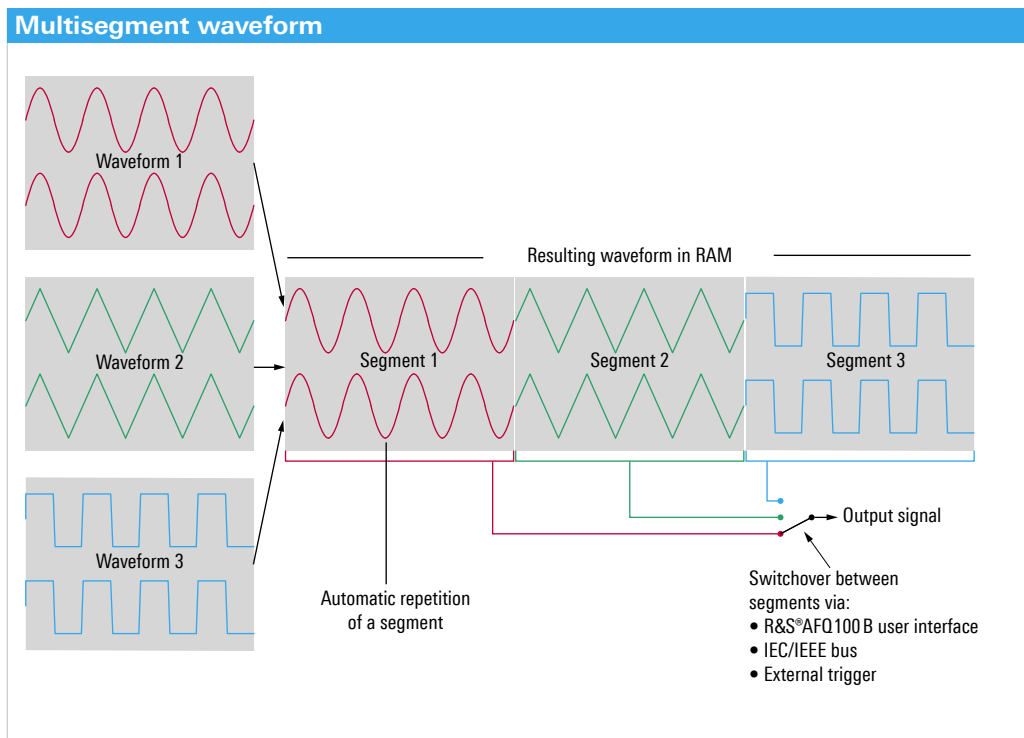 Multisegment waveform
Waveform 1
Resulting waveform in RAM
Waveform 2
Segment 1
Segment 2
Segment 3
Waveform 3
Output signal
Automatic repetition
of a segment
Switchover between
segments via:
• R&S®AFQ100B user interface
• IEC/IEEE bus
• External trigger